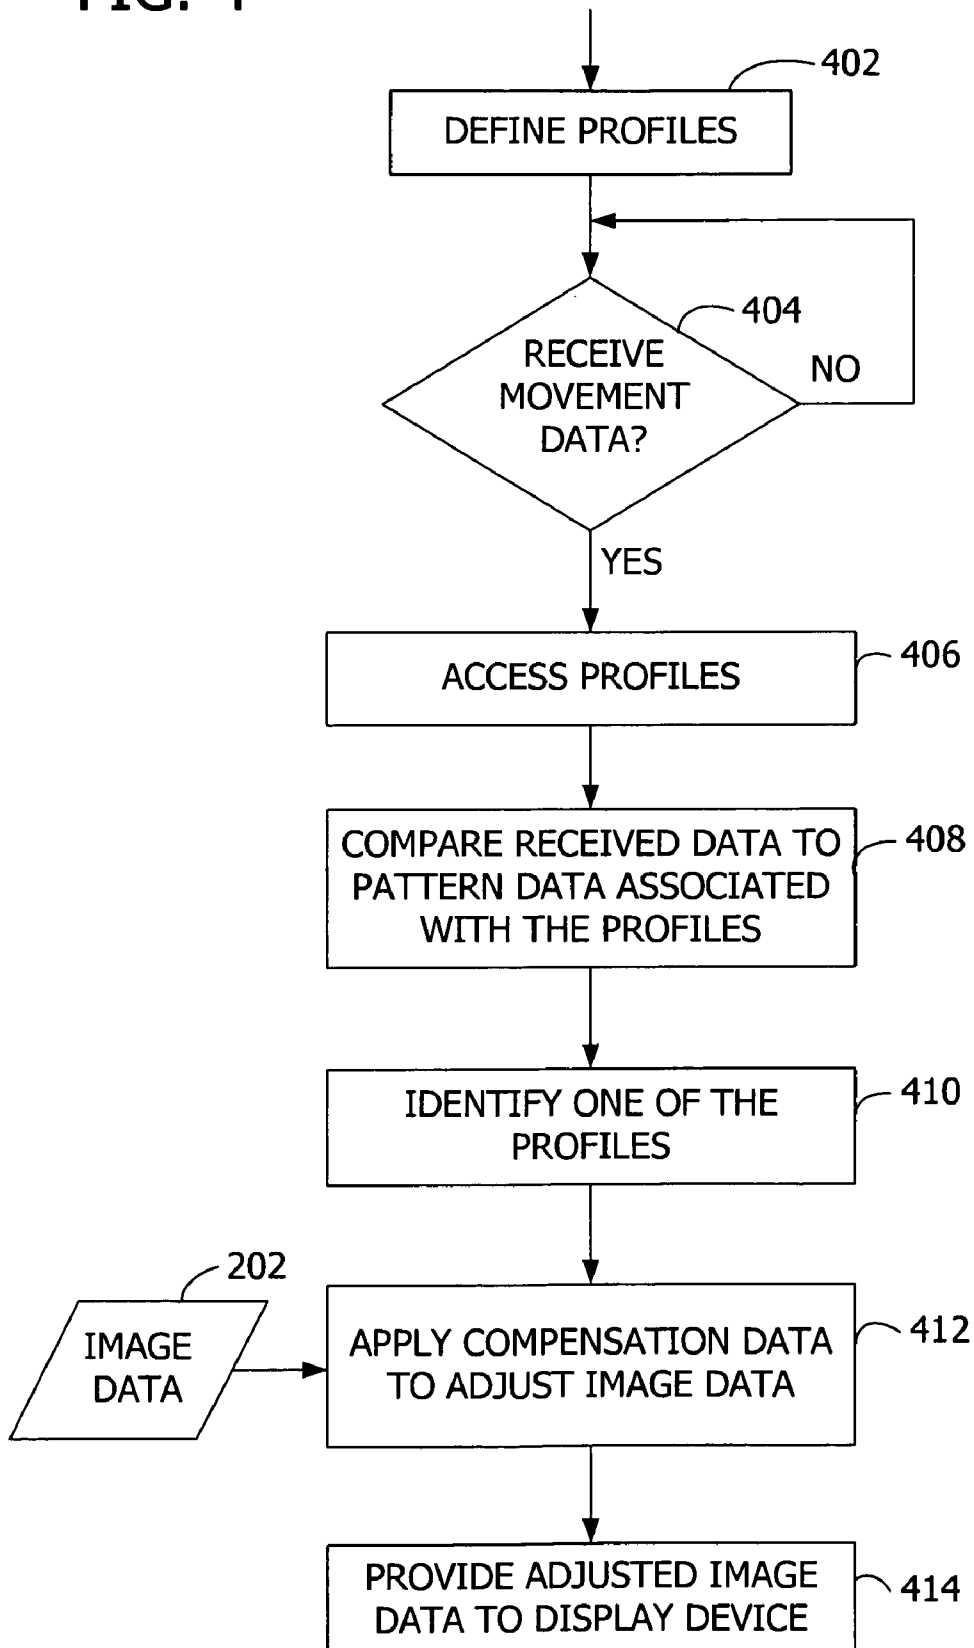 402
DEFINE PROFILES
404
RECEIVE
MOVEMENT
DATA?
NO
YES
406
ACCESS PROFILES
408
COMPARE RECEIVED DATA TO
PATTERN DATA ASSOCIATED
WITH THE PROFILES
410
IDENTIFY ONE OF THE
PROFILES
202
IMAGE
DATA
412
APPLY COMPENSATION DATA
TO ADJUST IMAGE DATA
414
PROVIDE ADJUSTED IMAGE
DATA TO DISPLAY DEVICE